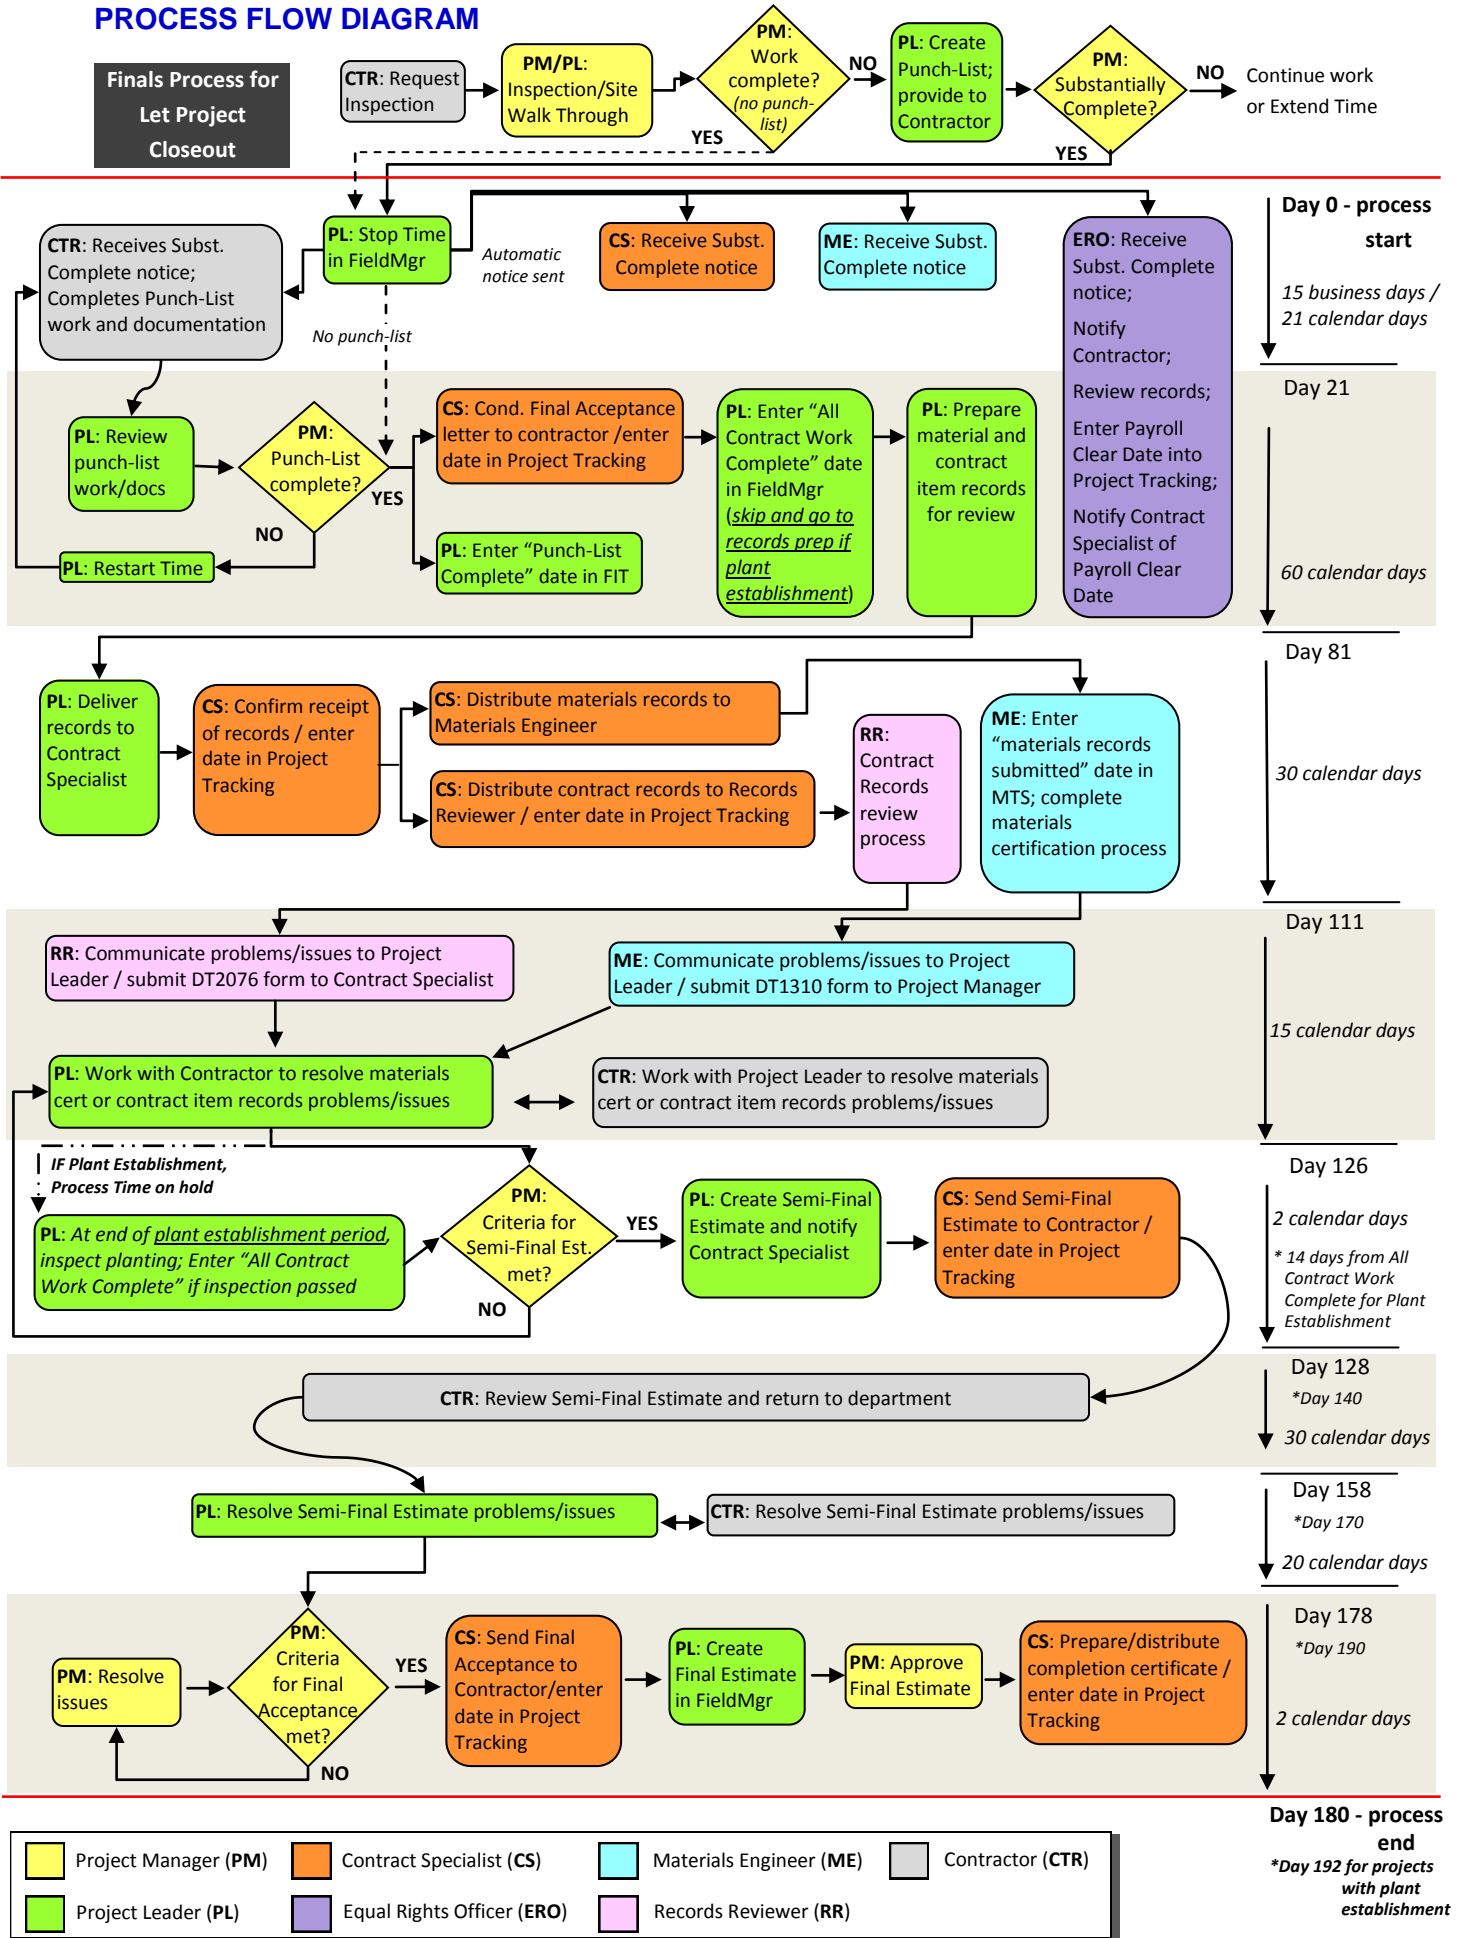 PROCESS FLOW DIAGRAM
Finals Process for
Let Project
Closeout
CTR: Request
Inspection
PM/PL:
Inspection/Site
Walk Through
PM:
Work
complete?
(no punch-
list)
NO
YES
PL: Create
Punch-List;
provide to
Contractor
PM:
Substantially
Complete?
NO
YES
Continue work
or Extend Time
Day 0 - process
start
15 business days /
21 calendar days
CTR: Receives Subst.
Complete notice;
Completes Punch-List
work and documentation
PL: Stop Time
in FieldMgr
Automatic
notice sent
No punch-list
CS: Receive Subst.
Complete notice
ME: Receive Subst.
Complete notice
ERO: Receive
Subst. Complete
notice;
Notify
Contractor;
Review records;
Enter Payroll
Clear Date into
Project Tracking;
Notify Contract
Specialist of
Payroll Clear
Date
Day 21
60 calendar days
PL: Review
punch-list
work/docs
PM:
Punch-List
complete?
YES
NO
PL: Restart Time
CS: Cond. Final Acceptance
letter to contractor /enter
date in Project Tracking
PL: Enter “Punch-List
Complete” date in FIT
PL: Enter “All
Contract Work
Complete” date
in FieldMgr
(skip and go to
records prep if
plant
establishment)
PL: Prepare
material and
contract
item records
for review
Day 81
30 calendar days
PL: Deliver
records to
Contract
Specialist
CS: Confirm receipt
of records / enter
date in Project
Tracking
CS: Distribute materials records to
Materials Engineer
CS: Distribute contract records to Records
Reviewer / enter date in Project Tracking
RR:
Contract
Records
review
process
ME: Enter
“materials records
submitted” date in
MTS; complete
materials
certification process
Day 111
15 calendar days
RR: Communicate problems/issues to Project
Leader / submit DT2076 form to Contract Specialist
ME: Communicate problems/issues to Project
Leader / submit DT1310 form to Project Manager
PL: Work with Contractor to resolve materials
cert or contract item records problems/issues
CTR: Work with Project Leader to resolve materials
cert or contract item records problems/issues
Day 126
2 calendar days
* 14 days from All
Contract Work
Complete for Plant
Establishment
IF Plant Establishment,
Process Time on hold
PL: At end of plant establishment period,
inspect planting; Enter “All Contract
Work Complete” if inspection passed
PM:
Criteria for
Semi-Final Est.
met?
YES
NO
PL: Create Semi-Final
Estimate and notify
Contract Specialist
CS: Send Semi-Final
Estimate to Contractor /
enter date in Project
Tracking
Day 128
*Day 140
30 calendar days
CTR: Review Semi-Final Estimate and return to department
Day 158
*Day 170
20 calendar days
PL: Resolve Semi-Final Estimate problems/issues
CTR: Resolve Semi-Final Estimate problems/issues
Day 178
*Day 190
2 calendar days
PM: Resolve
issues
PM:
Criteria
for Final
Acceptance
met?
YES
NO
CS: Send Final
Acceptance to
Contractor/enter
date in Project
Tracking
PL: Create
Final Estimate
in FieldMgr
PM: Approve
Final Estimate
CS: Prepare/distribute
completion certificate /
enter date in Project
Tracking
Day 180 - process
end
*Day 192 for projects
with plant
establishment
Project Manager (PM)
Contract Specialist (CS)
Materials Engineer (ME)
Contractor (CTR)
Project Leader (PL)
Equal Rights Officer (ERO)
Records Reviewer (RR)